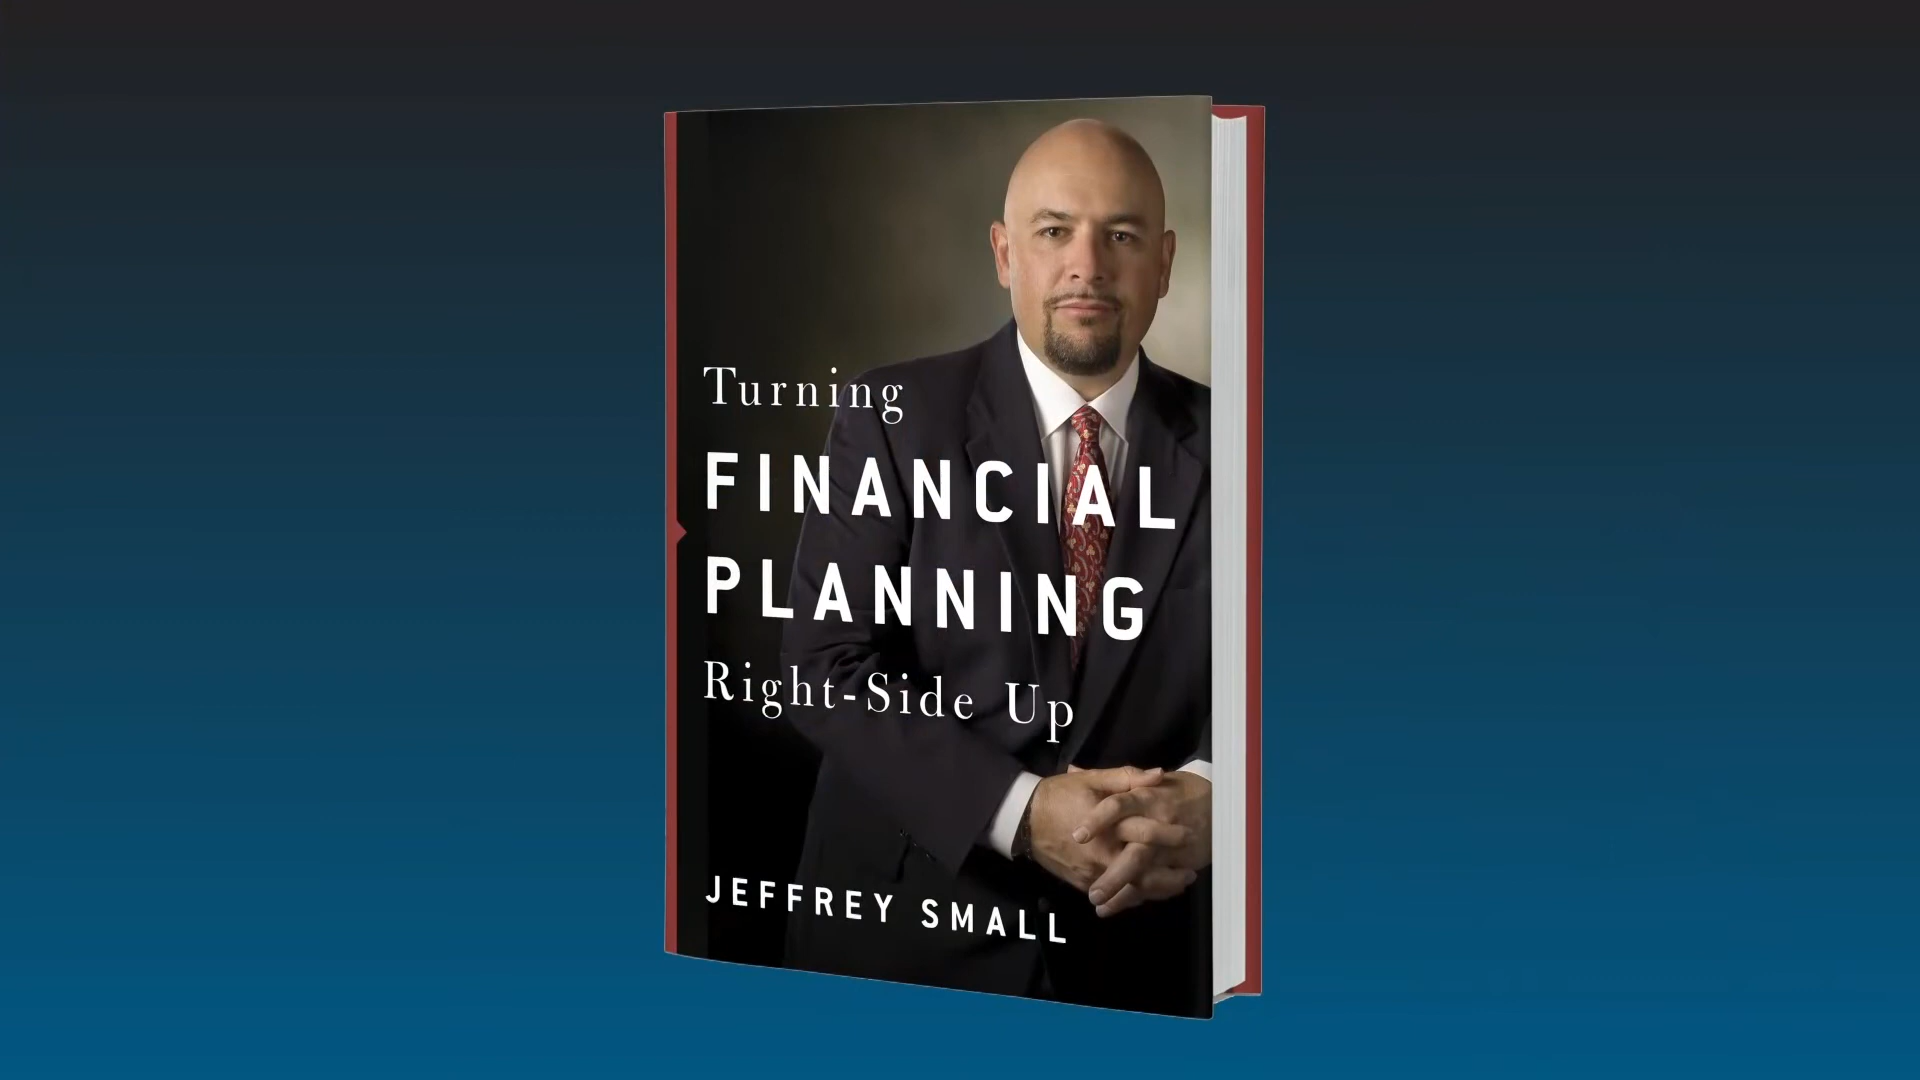 Turning
FINANCIAL
PLANNING
Right-Side Up
JEFFREY SMALL